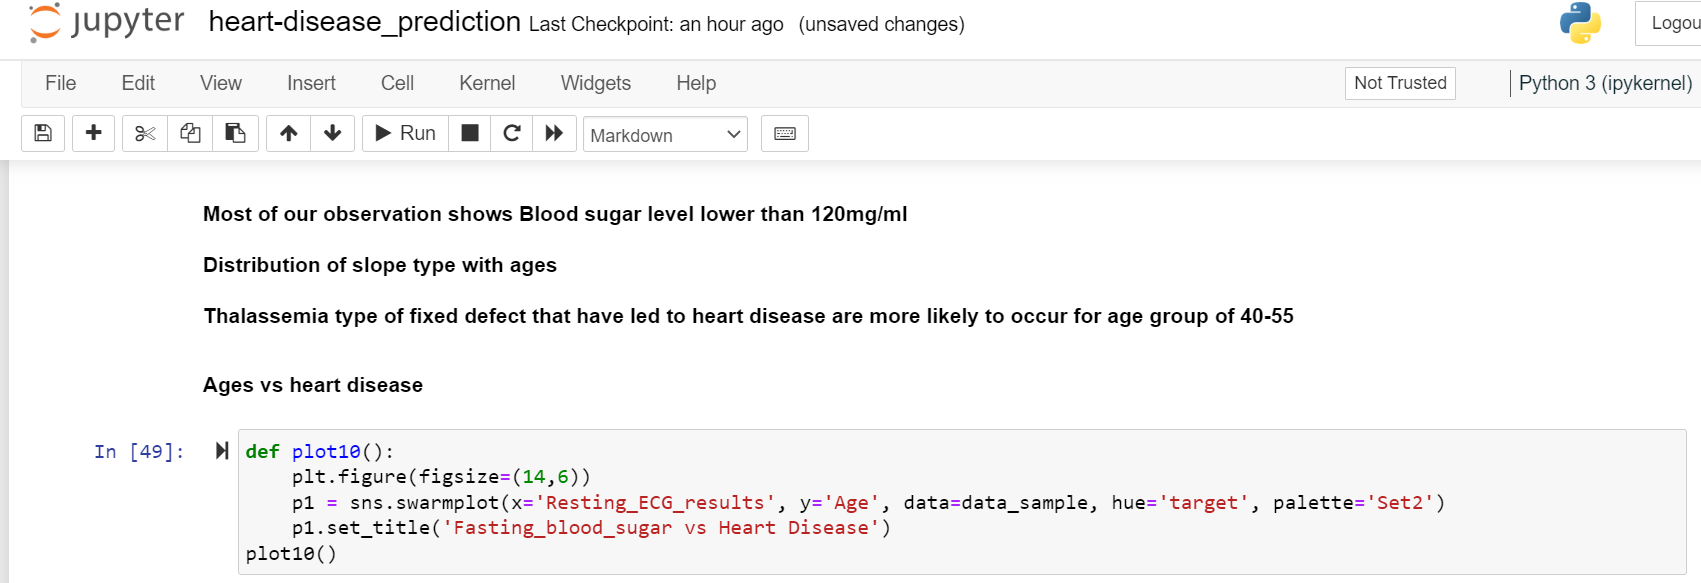 jupyter heart-disease_prediction Last Checkpoint: an hour ago (unsaved changes)
Logou
File Edit View Insert Cell Kernel Widgets Help Not Trusted Python 3 (ipykernel)
Run Markdown
Most of our observation shows Blood sugar level lower than 120mg/ml
Distribution of slope type with ages
Thalassemia type of fixed defect that have led to heart disease are more likely to occur for age group of 40-55
Ages vs heart disease
In [49]: def plot10():
plt.figure(figsize=(14,6))
p1 = sns.swarmplot(x='Resting_ECG_results', y='Age', data=data_sample, hue='target', palette='Set2')
p1.set_title('Fasting_blood_sugar vs Heart Disease')
plot10()